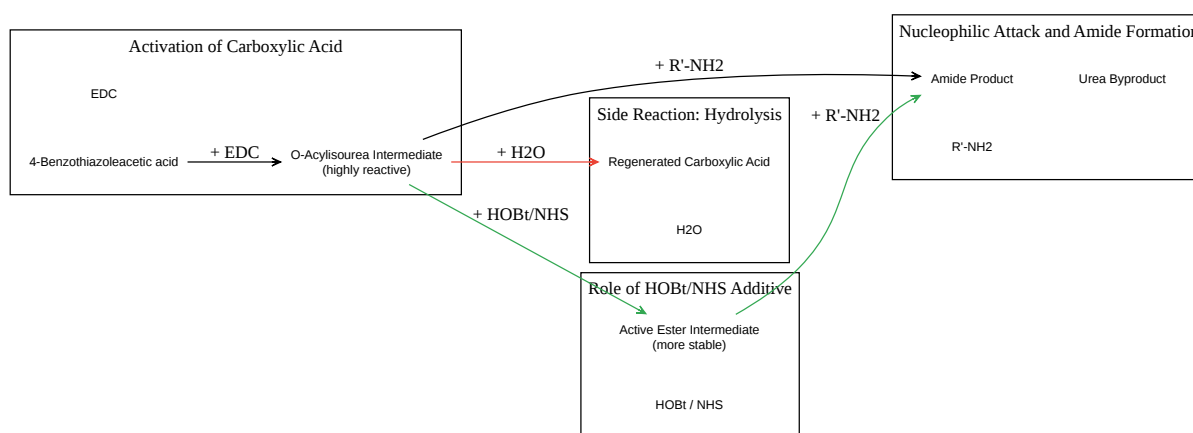 Activation of Carboxylic Acid
EDC
4-Benzothiazoleacetic acid
+ EDC
O-Acylisourea Intermediate
(highly reactive)
+ R'-NH2
+ H2O
+ HOBt/NHS
Side Reaction: Hydrolysis
Regenerated Carboxylic Acid
H2O
Role of HOBt/NHS Additive
Active Ester Intermediate
(more stable)
HOBt / NHS
+ R'-NH2
Nucleophilic Attack and Amide Formation
Amide Product
Urea Byproduct
R'-NH2